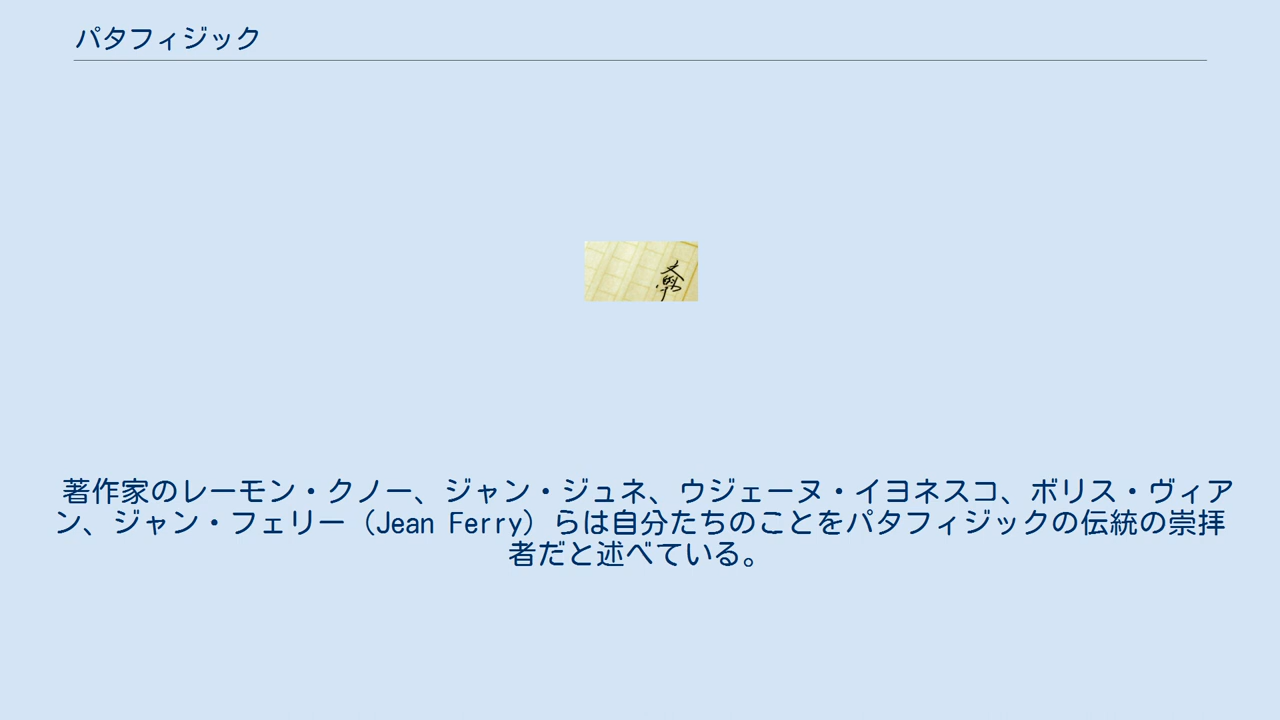 パタフィジック
著作家のレーモン・クノー、ジャン・ジュネ、ウジェーヌ・イヨネスコ、ボリス・ヴィア
ン、ジャン・フェリー（Jean Ferry）らは自分たちのことをパタフィジックの伝統の崇拝
者だと述べている。